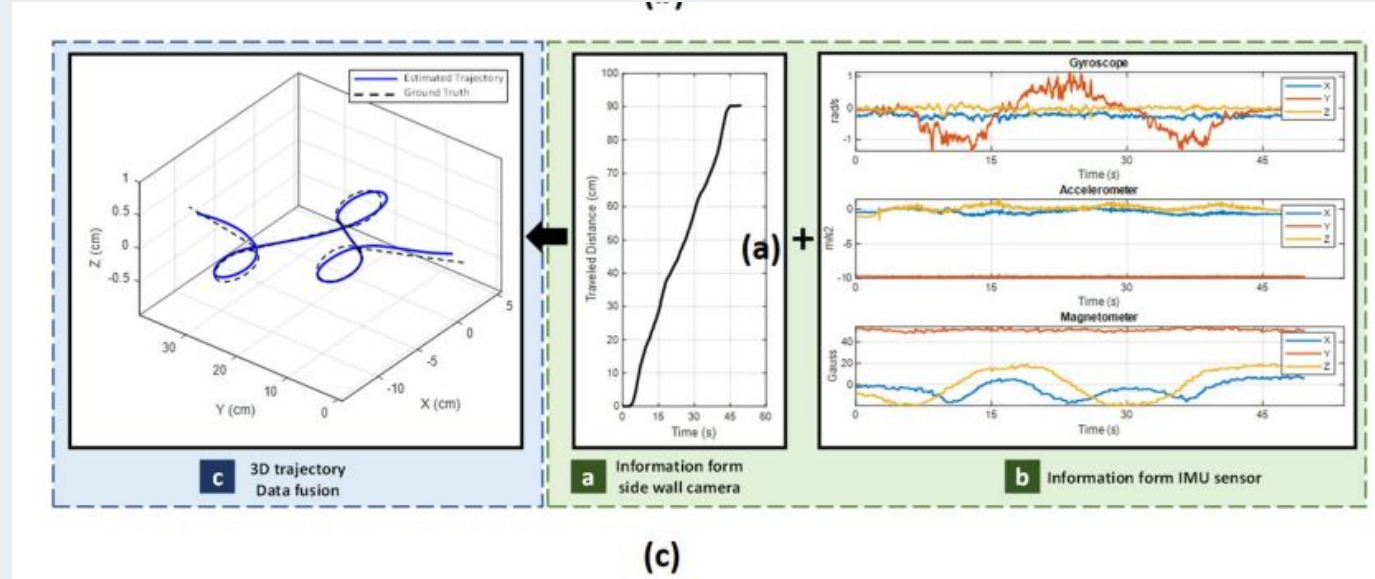 Estimated Trajectory
Ground Truth
1
0.5
0
-0.5
Z (cm)
30
20
10
0
Y (cm)
5
0
-5
-10
X (cm)
c
3D trajectory
Data fusion
100
90
80
70
60
50
40
30
20
10
0
Traveled Distance (cm)
0 15 30 45 60
Time (s)
a
Information form
side wall camera
(a) +
Gyroscope
1
0
-1
rad/s
X
Y
Z
0 15 30 45
Time (s)
Accelerometer
0
-5
-10
m/s2
X
Y
Z
0 15 30 45
Time (s)
Magnetometer
40
20
0
Gauss
X
Y
Z
0 15 30 45
Time (s)
b
Information form IMU sensor
(c)